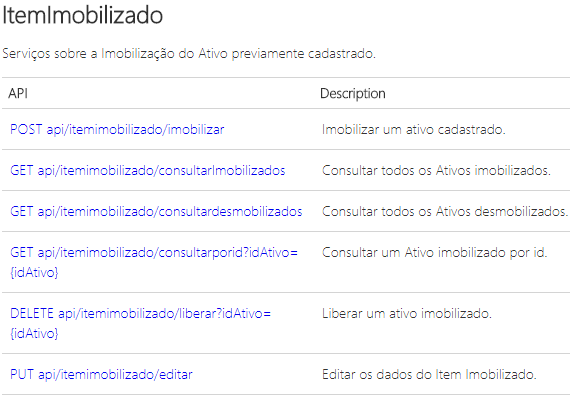 ItemImobilizado
Serviços sobre a Imobilização do Ativo previamente cadastrado.
API Description
POST api/itemimobilizado/imobilizar Imobilizar um ativo cadastrado.
GET api/itemimobilizado/consultarImobilizados Consultar todos os Ativos imobilizados.
GET api/itemimobilizado/consultardesmobilizados Consultar todos os Ativos desmobilizados.
GET api/itemimobilizado/consultarporid?idAtivo= Consultar um Ativo imobilizado por id.
{idAtivo}
DELETE api/itemimobilizado/liberar?idAtivo= Liberar um ativo imobilizado.
{idAtivo}
PUT api/itemimobilizado/editar Editar os dados do Item Imobilizado.